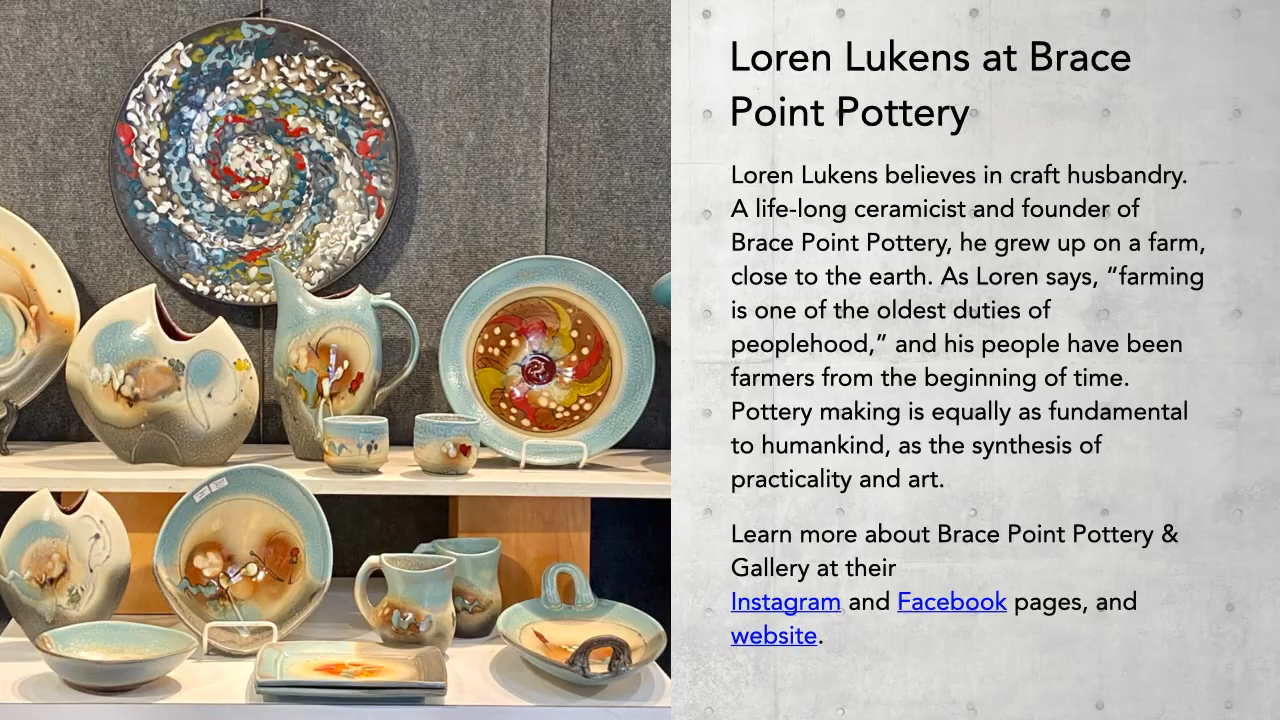 Loren Lukens at Brace
Point Pottery
Loren Lukens believes in craft husbandry.
A life-long ceramicist and founder of
Brace Point Pottery, he grew up on a farm,
close to the earth. As Loren says, “farming
is one of the oldest duties of
peoplehood,” and his people have been
farmers from the beginning of time.
Pottery making is equally as fundamental
to humankind, as the synthesis of
practicality and art.
Learn more about Brace Point Pottery &
Gallery at their
Instagram and Facebook pages, and
website.